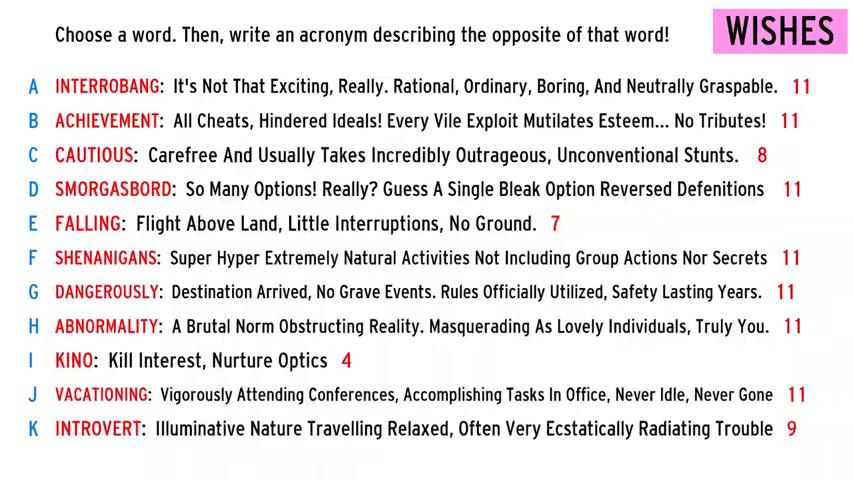 Choose a word. Then, write an acronym describing the opposite of that word!
WISHES
A INTERROBANG: It's Not That Exciting, Really. Rational, Ordinary, Boring, And Neutrally Graspable. 11
B ACHIEVEMENT: All Cheats, Hindered Ideals! Every Vile Exploit Mutilates Esteem... No Tributes! 11
C CAUTIOUS: Carefree And Usually Takes Incredibly Outrageous, Unconventional Stunts. 8
D SMORGASBORD: So Many Options! Really? Guess A Single Bleak Option Reversed Defenitions 11
E FALLING: Flight Above Land, Little Interruptions, No Ground. 7
F SHENANIGANS: Super Hyper Extremely Natural Activities Not Including Group Actions Nor Secrets 11
G DANGEROUSLY: Destination Arrived, No Grave Events. Rules Officially Utilized, Safety Lasting Years. 11
H ABNORMALITY: A Brutal Norm Obstructing Reality. Masquerading As Lovely Individuals, Truly You. 11
I KINO: Kill Interest, Nurture Optics 4
J VACATIONING: Vigorously Attending Conferences, Accomplishing Tasks In Office, Never Idle, Never Gone 11
K INTROVERT: Illuminative Nature Travelling Relaxed, Often Very Ecstatically Radiating Trouble 9